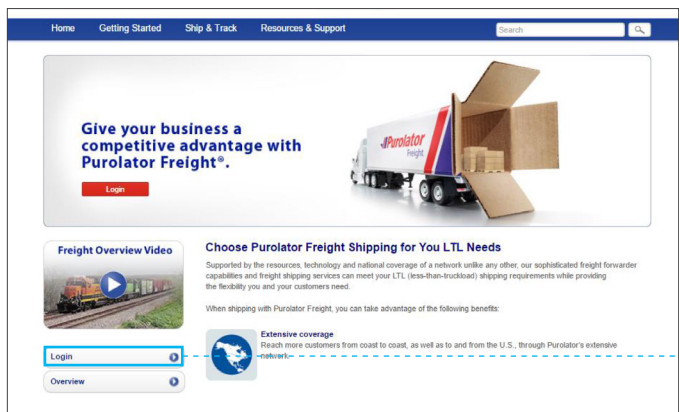 Home Getting Started Ship & Track Resources & Support Search
Give your business a
competitive advantage with
Purolator Freight®.
Login
Purolator
Freight
Freight Overview Video
Login
Overview
Choose Purolator Freight Shipping for You LTL Needs
Supported by the resources, technology and national coverage of a network unlike any other, our sophisticated freight forwarder
capabilities and freight shipping services can meet your LTL (less-than-truckload) shipping requirements while providing
the flexibility you and your customers need.
When shipping with Purolator Freight, you can take advantage of the following benefits:
Extensive coverage
Reach more customers from coast to coast, as well as to and from the U.S., through Purolator's extensive
network.